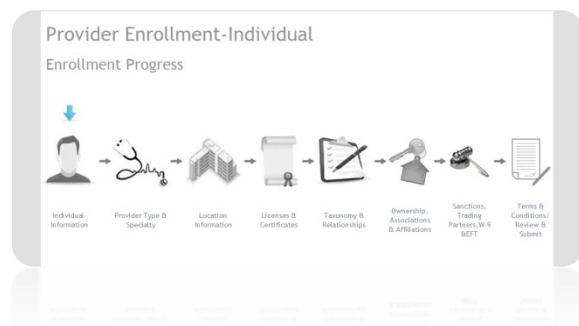 Provider Enrollment-Individual
Enrollment Progress
Individual-
Information
Provider Type &
Specialty
Location
Information
Licenses &
Certificates
Taxonomy &
Relationships
Ownership,
Associations
& Affiliations
Sanctions,
Trading
Partners,W-9
BEFT
Terms &
Conditions/
Review &
Submit